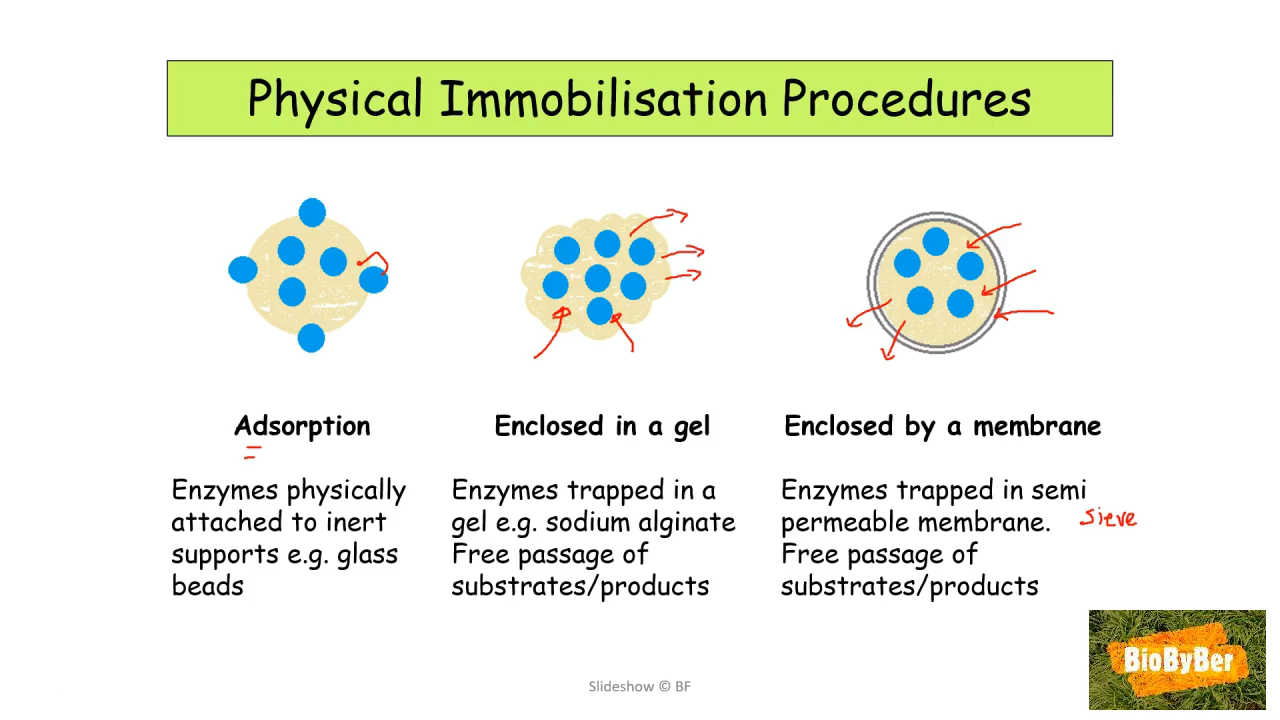 Physical Immobilisation Procedures
Adsorption
Enzymes physically
attached to inert
supports e.g. glass
beads
Enclosed in a gel
Enzymes trapped in a
gel e.g. sodium alginate
Free passage of
substrates/products
Enclosed by a membrane
Enzymes trapped in semi
permeable membrane.
sieve
Free passage of
substrates/products
BioByBer
Slideshow © BF